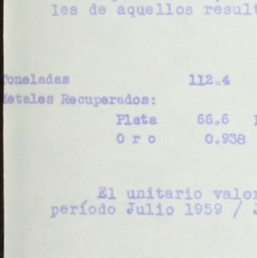 les de aquellos result
Toneladas 112.4
Metales Recuperados:
Plata 66.6
O r o 0.938
El unitario valor
período Julio 1959 / J